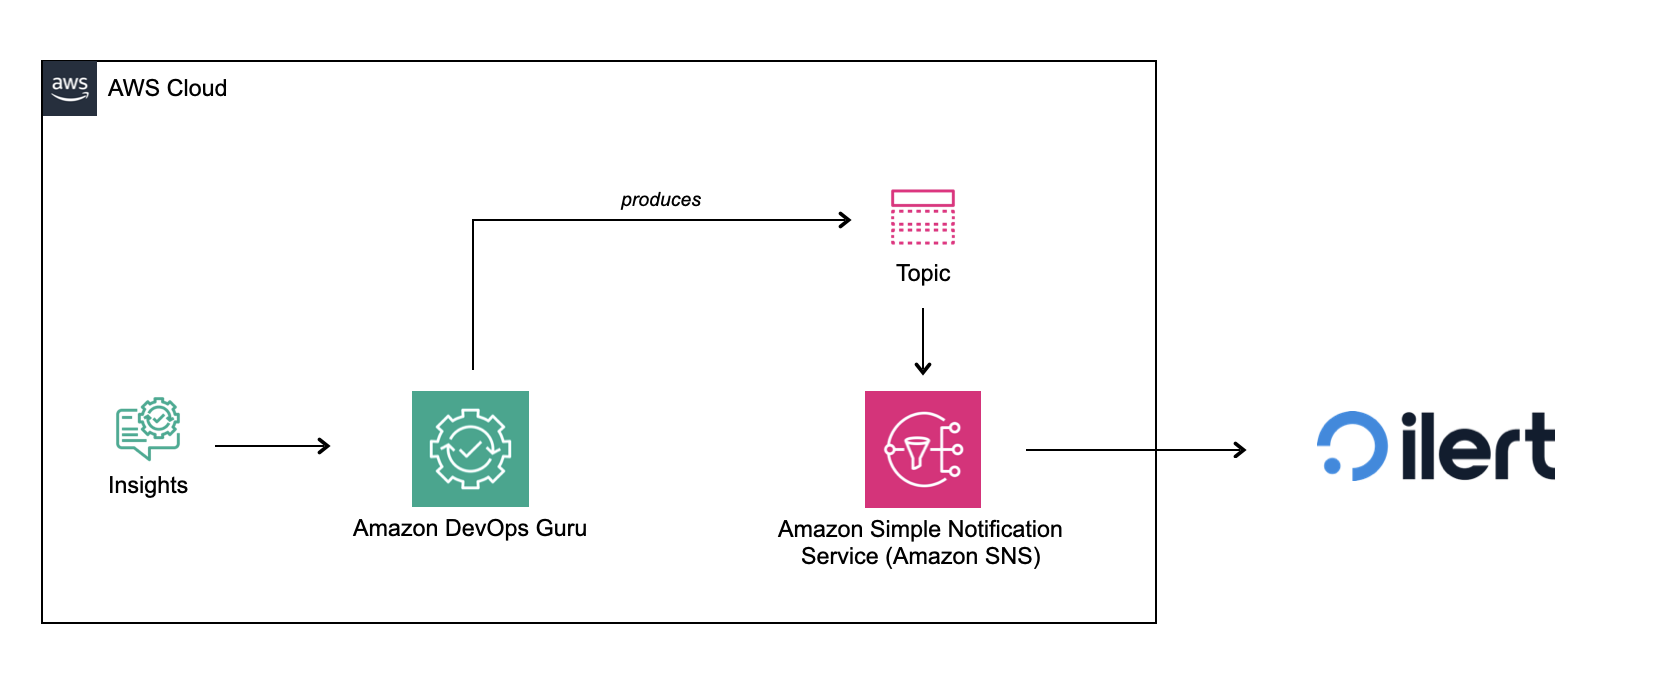 aws
AWS Cloud
produces
Topic
Insights
Amazon DevOps Guru
Amazon Simple Notification
Service (Amazon SNS)
ilert